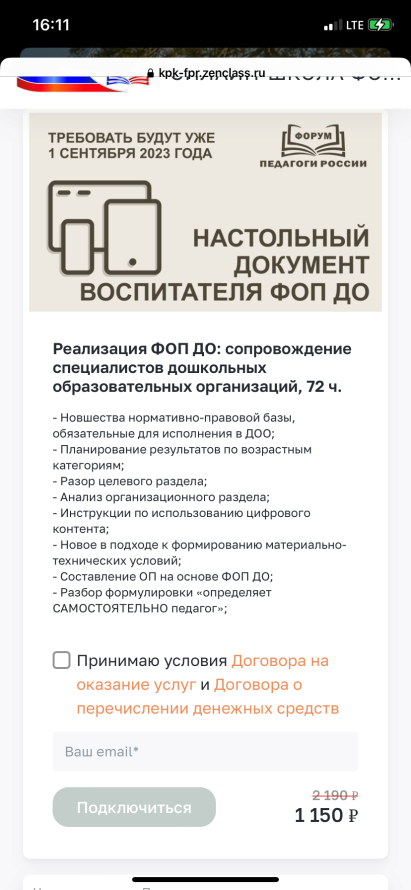 16:11
LTE
kpk-fpr.zenclass.ru
ТРЕБОВАТЬ БУДУТ УЖЕ
1 СЕНТЯБРЯ 2023 ГОДА
ФОРУМ
ПЕДАГОГИ РОССИИ
НАСТОЛЬНЫЙ
ДОКУМЕНТ
ВОСПИТАТЕЛЯ ФОП ДО
Реализация ФОП ДО: сопровождение
специалистов дошкольных
образовательных организаций, 72 ч.
- Новшества нормативно-правовой базы,
обязательные для исполнения в ДОО;
- Планирование результатов по возрастным
категориям;
- Разор целевого раздела;
- Анализ организационного раздела;
- Инструкции по использованию цифрового
контента;
- Новое в подходе к формированию материально-
технических условий;
- Составление ОП на основе ФОП ДО;
- Разбор формулировки «определяет
САМОСТОЯТЕЛЬНО педагог»;
Принимаю условия Договора на
оказание услуг и Договора о
перечислении денежных средств
Ваш email*
2 190 ₽
Подключиться
1 150 ₽